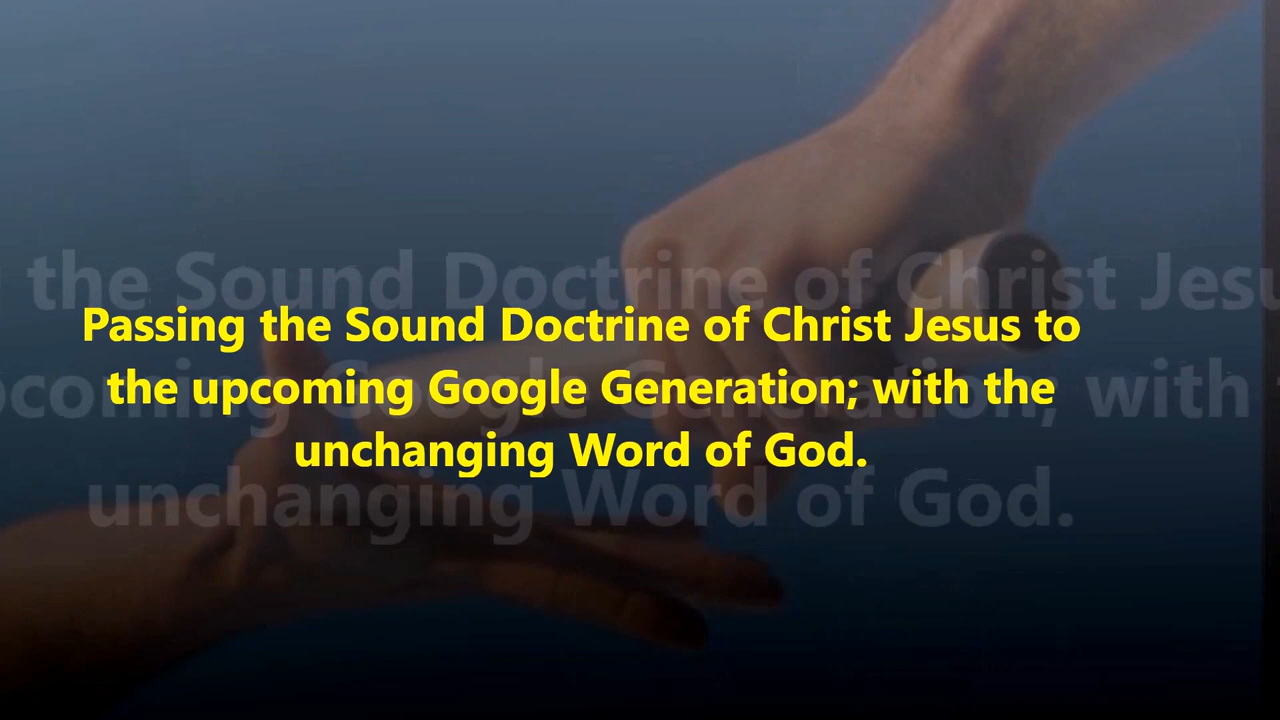 Passing the Sound Doctrine of Christ Jesus to
the upcoming Google Generation; with the
unchanging Word of God.